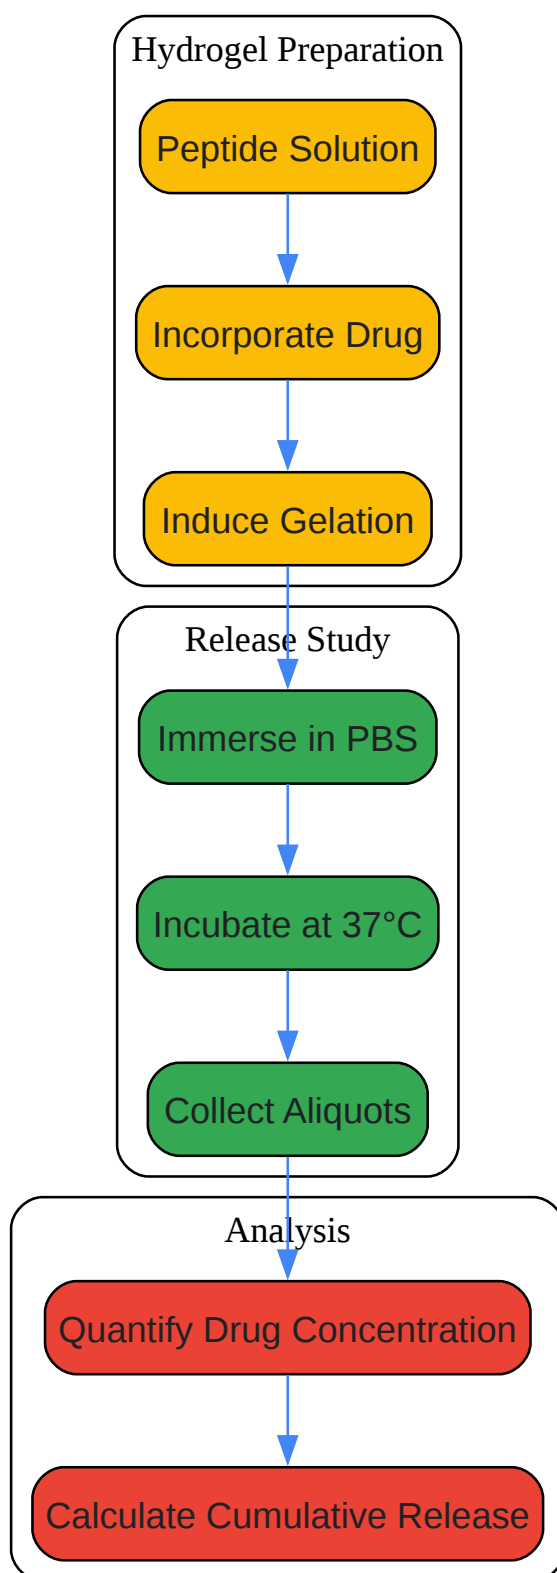 Hydrogel Preparation
Peptide Solution
Incorporate Drug
Induce Gelation
Release Study
Immerse in PBS
Incubate at 37°C
Collect Aliquots
Analysis
Quantify Drug Concentration
Calculate Cumulative Release